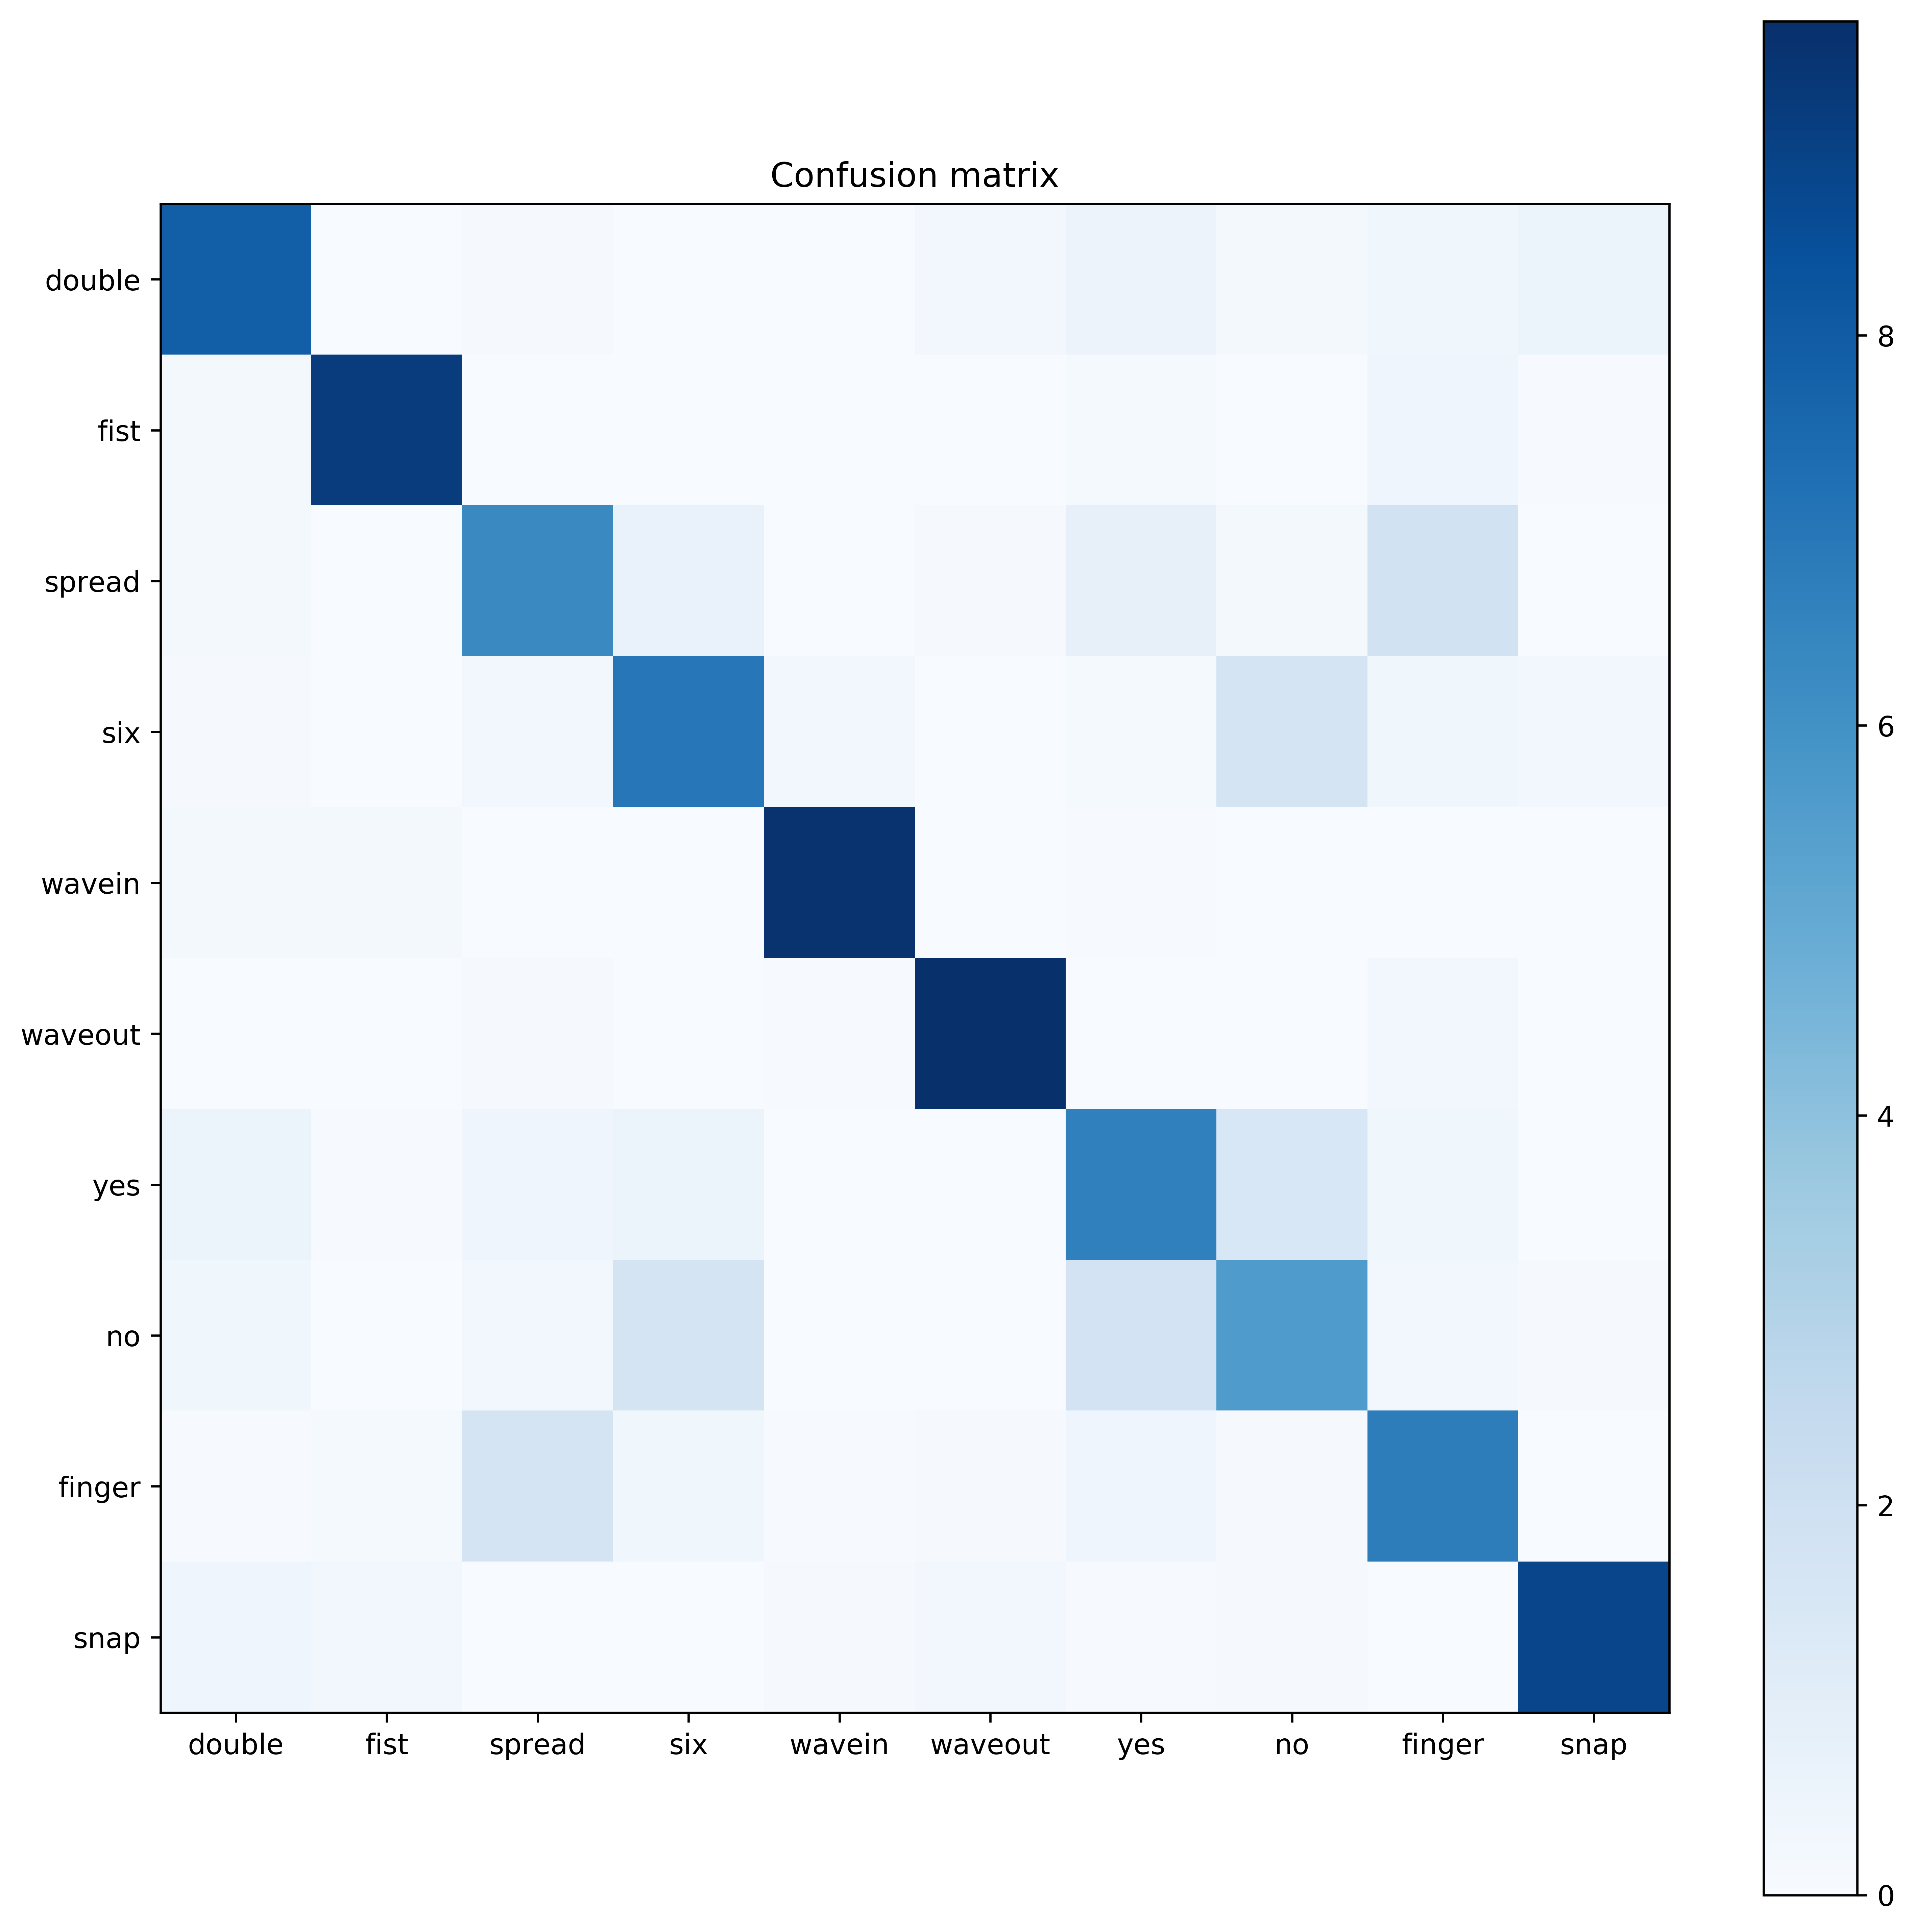 Confusion matrix
double
fist
spread
six
wavein
waveout
yes
no
finger
snap
double fist spread six wavein waveout yes no finger snap
8
6
4
2
0